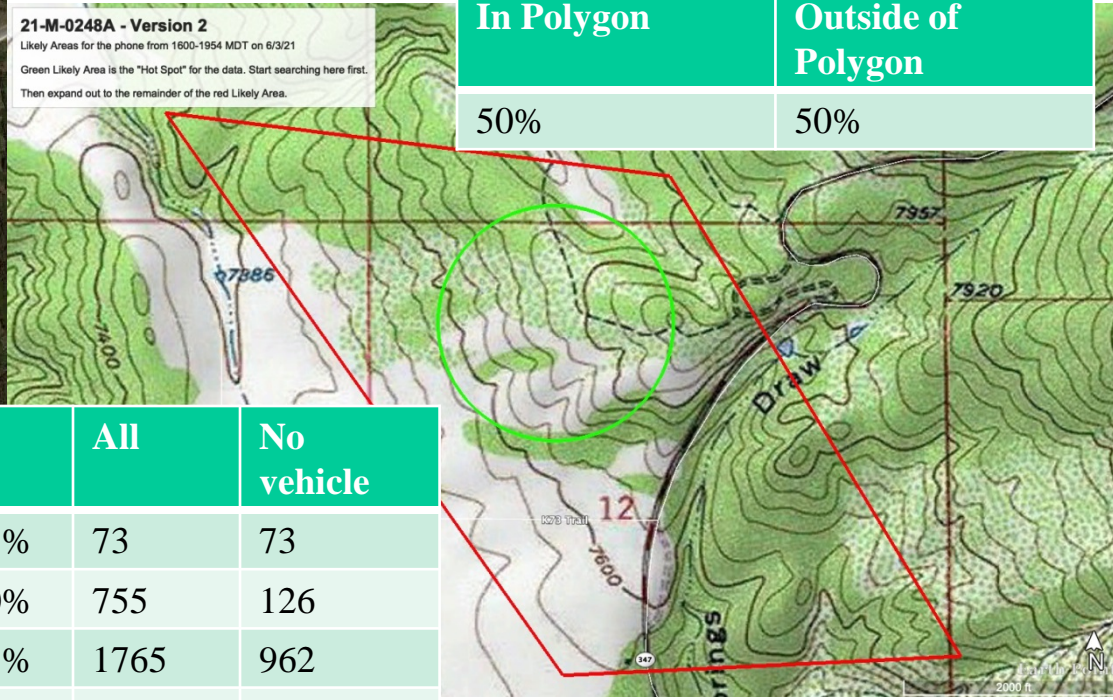 21-M-0248A - Version 2
Likely Areas for the phone from 1600-1954 MDT on 6/3/21
Green Likely Area is the "Hot Spot" for the data. Start searching here first.
Then expand out to the remainder of the red Likely Area.
In Polygon Outside of
Polygon
50% 50%
7957
7386
7920
7400
Draw
All No
vehicle
% 73 73
% 755 126
% 1765 962
12
K73 Trail
7600
347
rings
N
2000 ft